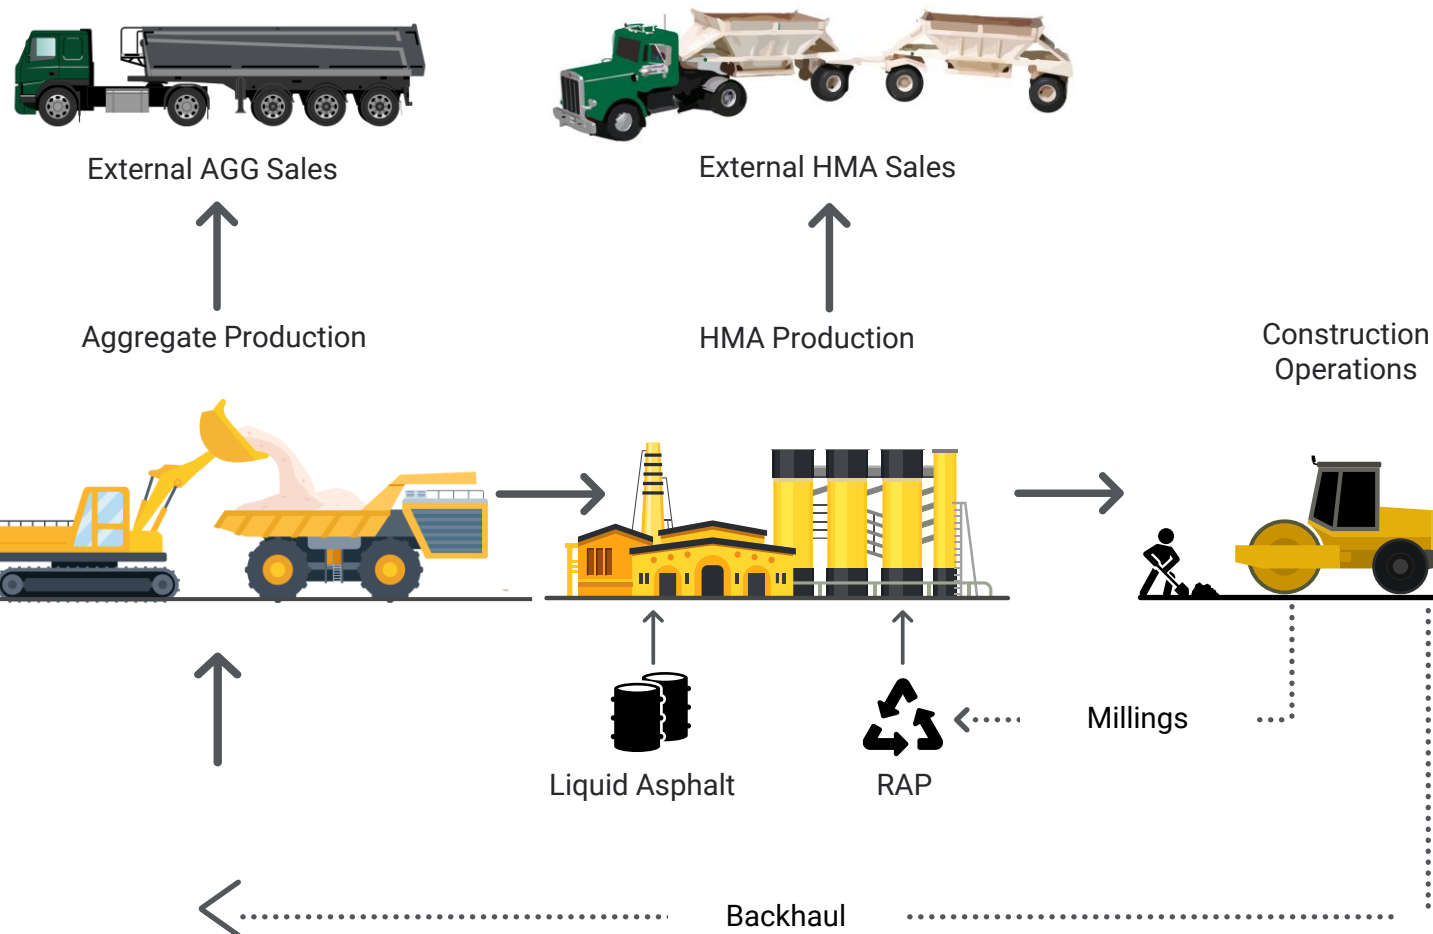 External AGG Sales
External HMA Sales
Aggregate Production
HMA Production
Construction
Operations
Millings
Liquid Asphalt
RAP
Backhaul